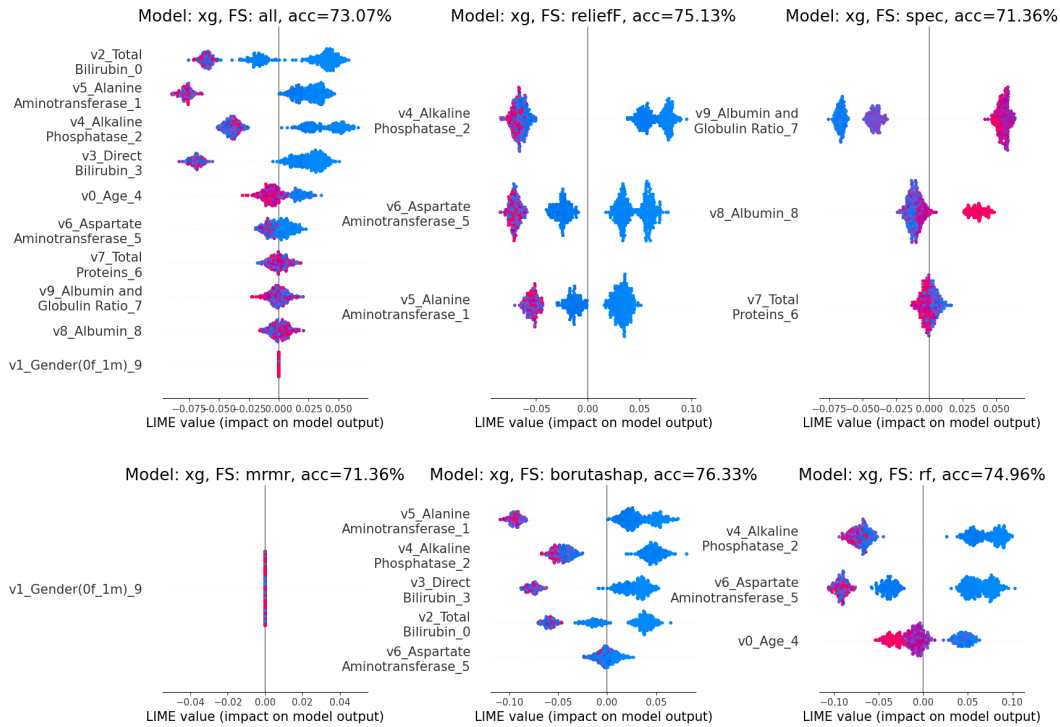 Model: xg, FS: all, acc=73.07%
v2_Total
Bilirubin_0
v5_Alanine
Aminotransferase_1
v4_Alkaline
Phosphatase_2
v3_Direct
Bilirubin_3
v0_Age_4
v6_Aspartate
Aminotransferase_5
v7_Total
Proteins_6
v9_Albumin and
Globulin Ratio_7
v8_Albumin_8
v1_Gender(0f_1m)_9
−0.075 −0.050 −0.025 0.000 0.025 0.050
LIME value (impact on model output)
Model: xg, FS: reliefF, acc=75.13%
v4_Alkaline
Phosphatase_2
v6_Aspartate
Aminotransferase_5
v5_Alanine
Aminotransferase_1
−0.05 0.00 0.05 0.10
LIME value (impact on model output)
Model: xg, FS: spec, acc=71.36%
v9_Albumin and
Globulin Ratio_7
v8_Albumin_8
v7_Total
Proteins_6
−0.075 −0.050 −0.025 0.000 0.025 0.050
LIME value (impact on model output)
Model: xg, FS: mrmr, acc=71.36%
v1_Gender(0f_1m)_9
−0.04 −0.02 0.00 0.02 0.04
LIME value (impact on model output)
Model: xg, FS: borutashap, acc=76.33%
v5_Alanine
Aminotransferase_1
v4_Alkaline
Phosphatase_2
v3_Direct
Bilirubin_3
v2_Total
Bilirubin_0
v6_Aspartate
Aminotransferase_5
−0.10 −0.05 0.00 0.05
LIME value (impact on model output)
Model: xg, FS: rf, acc=74.96%
v4_Alkaline
Phosphatase_2
v6_Aspartate
Aminotransferase_5
v0_Age_4
−0.10 −0.05 0.00 0.05 0.10
LIME value (impact on model output)